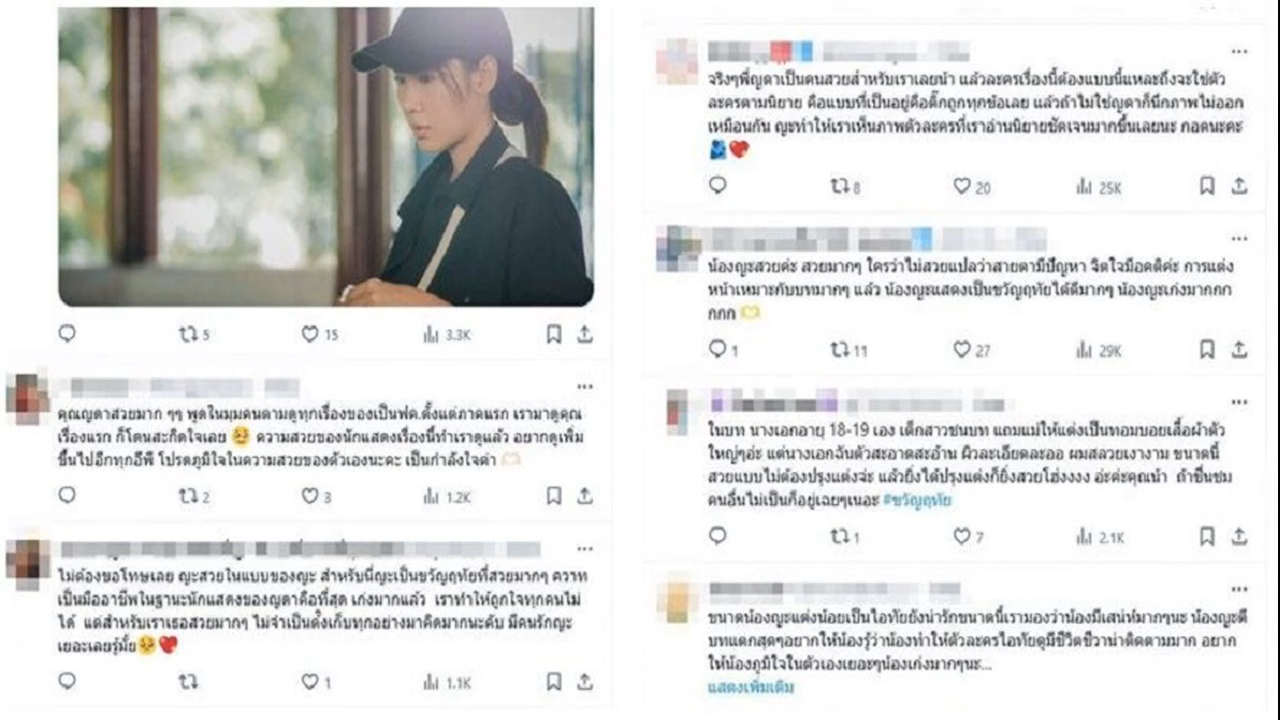 5 15 3.3K
คุณญดาสวยมาก ๆๆ พูดในมุมคนตามดูทุกเรื่องของเป็นฟค.ตั้งแต่ภาคแรก เรามาดูคุณ
เรื่องแรก ก็โดนสะกิดใจเลย 🥹 ความสวยของนักแสดงเรื่องนี้ทำเราดูแล้ว อยากดูเพิ่ม
ขึ้นไปอีกทุกอีพี โปรดภูมิใจในความสวยของตัวเองนะคะ เป็นกำลังใจค่า 🫶🏻
2 3 1.2K
ไม่ต้องขอโทษเลย ญะสวยในแบบของญะ สำหรับนี่ญะเป็นขวัญฤทัยที่สวยมากๆ ความ
เป็นมืออาชีพในฐานะนักแสดงของญดาคือที่สุด เก่งมากแล้ว เราทำให้ถูกใจทุกคนไม่
ได้ แต่สำหรับเราเธอสวยมากๆ ไม่จำเป็นตั้งเก็บทุกอย่างมาคิดมากนะคับ มีคนรักญะ
เยอะเลยรู้มั้ย🥹❤️
1 1.1K
จริงๆพี่ญดาเป็นคนสวยสำหรับเราเลยน้า แล้วละครเรื่องนี้ต้องแบบนี้แหละถึงจะใช่ตัว
ละครตามนิยาย คือแบบที่เป็นอยู่คือติ๊กถูกทุกข้อเลย แล้วถ้าไม่ใช่ญดาก็นึกภาพไม่ออก
เหมือนกัน ญะทำให้เราเห็นภาพตัวละครที่เราอ่านนิยายชัดเจนมากขึ้นเลยนะ กอดนะคะ
🫂💖
8 20 25K
น้องญะสวยค่ะ สวยมากๆ ใครว่าไม่สวยแปลว่าสายตามีปัญหา จิตใจมีอคติค่ะ การแต่ง
หน้าเหมาะกับบทมากๆ แล้ว น้องญะแสดงเป็นขวัญฤทัยได้ดีมากๆ น้องญะเก่งมากกก
กกก 🫶
1 11 27 29K
ในบท นางเอกอายุ 18-19 เอง เด็กสาวชนบท แถมแม่ให้แต่งเป็นทอมบอยเสื้อผ้าตัว
ใหญ่ๆอ่ะ แต่นางเอกฉันตัวสะอาดสะอ้าน ผิวละเอียดละออ ผมสลวยเงางาม ขนาดนี้
สวยแบบไม่ต้องปรุงแต่งจ่ะ แล้วยิ่งได้ปรุงแต่งก็ยิ่งสวยโฮ่งงงง อ่ะค่ะคุณน้า ถ้าชื่นชม
คนอื่นไม่เป็นก็อยู่เฉยๆเนอะ #ขวัญฤทัย
1 7 2.1K
ขนาดน้องญะแต่งน้อยเป็นไอทัยยังน่ารักขนาดนี้เรามองว่าน้องมีเสน่ห์มากๆนะ น้องญะตี
บทแตกสุดๆอยากให้น้องรู้ว่าน้องทำให้ตัวละครไอทัยดูมีชีวิตชีวาน่าติดตามมาก อยาก
ให้น้องภูมิใจในตัวเองเยอะๆน้องเก่งมากๆนะ...
แสดงเพิ่มเติม